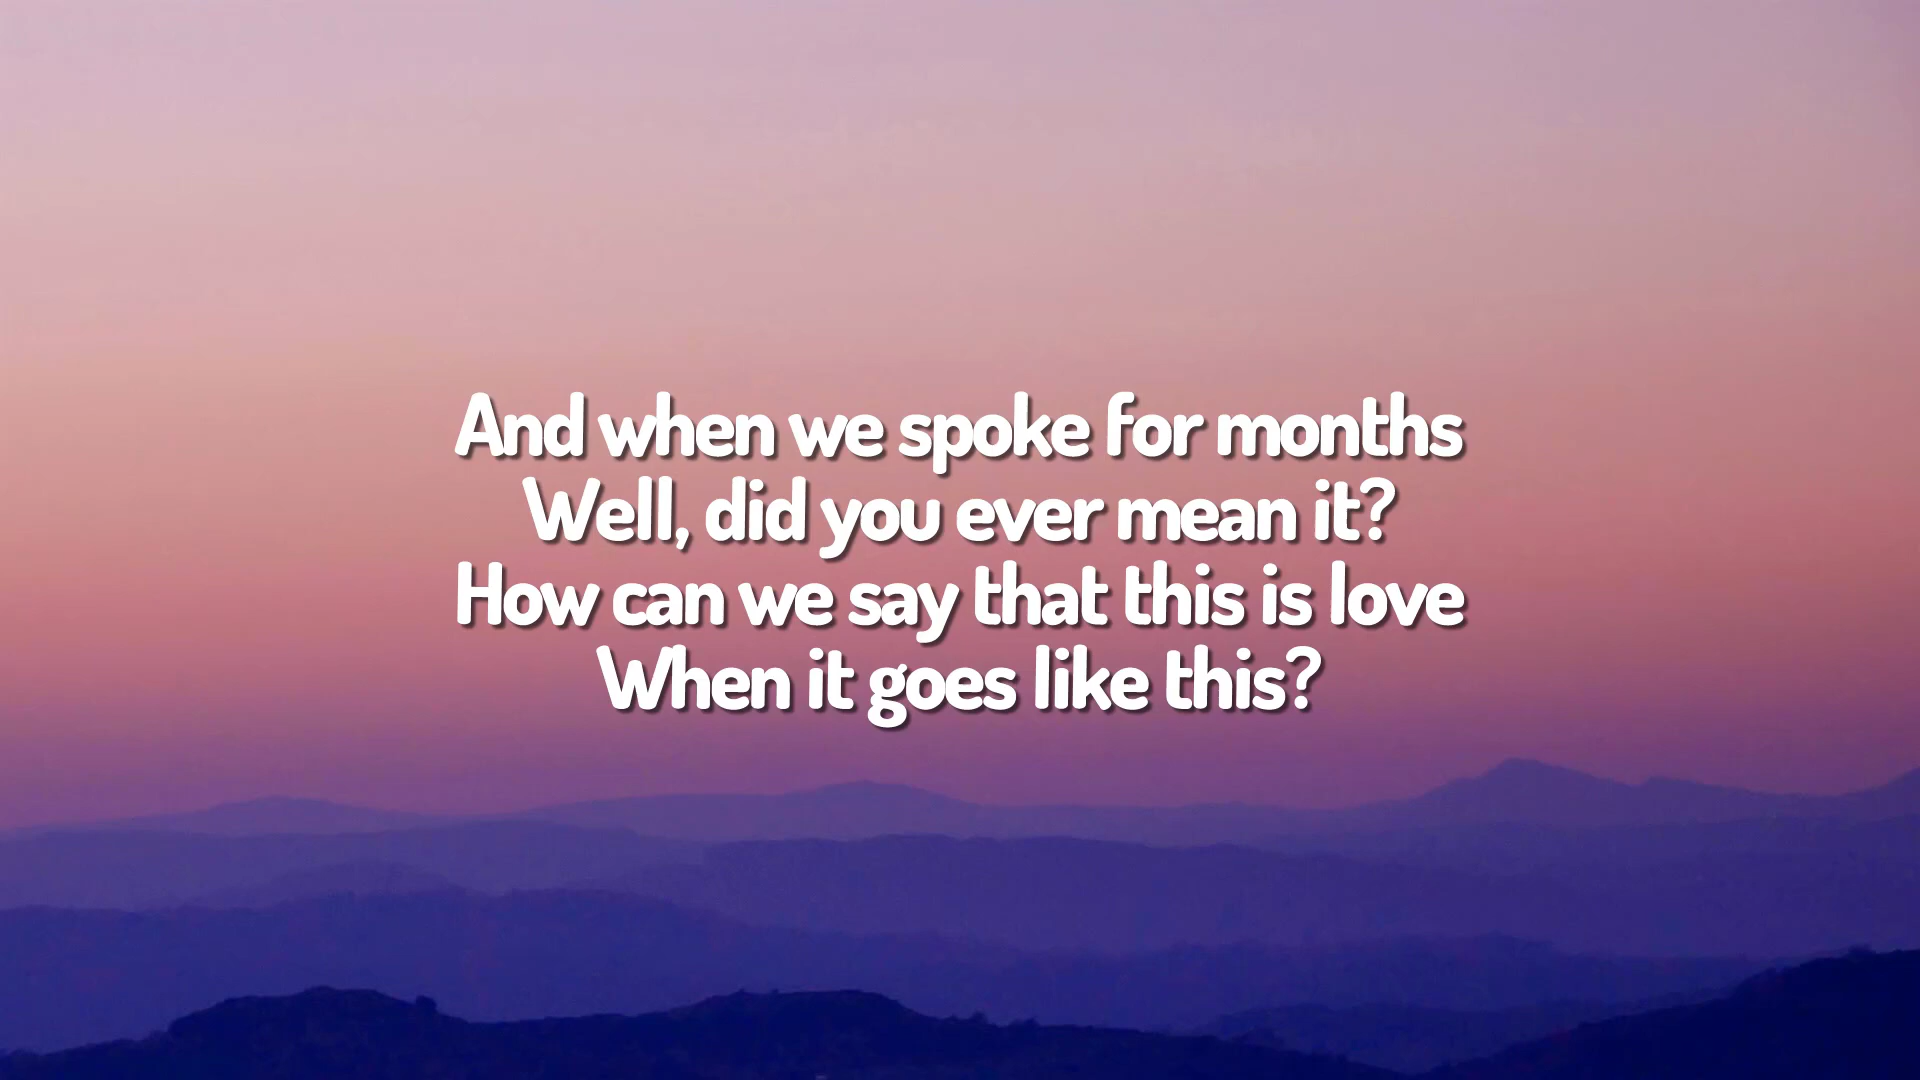 And when we spoke for months
Well, did you ever mean it?
How can we say that this is love
When it goes like this?